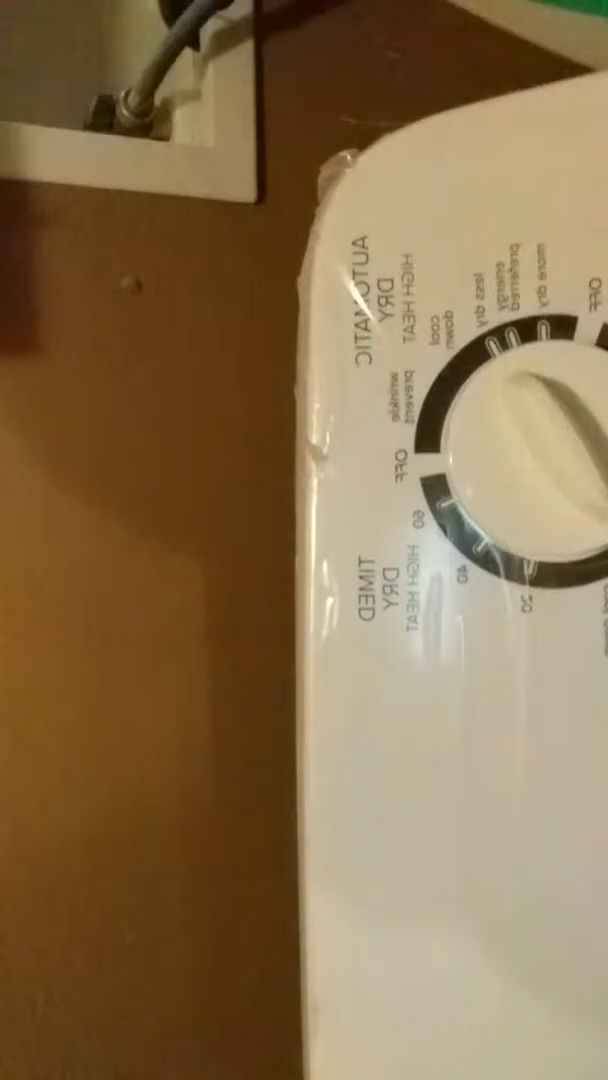 AUTOMATIC
DRY
HIGH HEAT
cool
down
wrinkle
prevent
less dry
energy
preferred
more dry
OFF
OFF
60
40
20
TIMED
DRY
HIGH HEAT